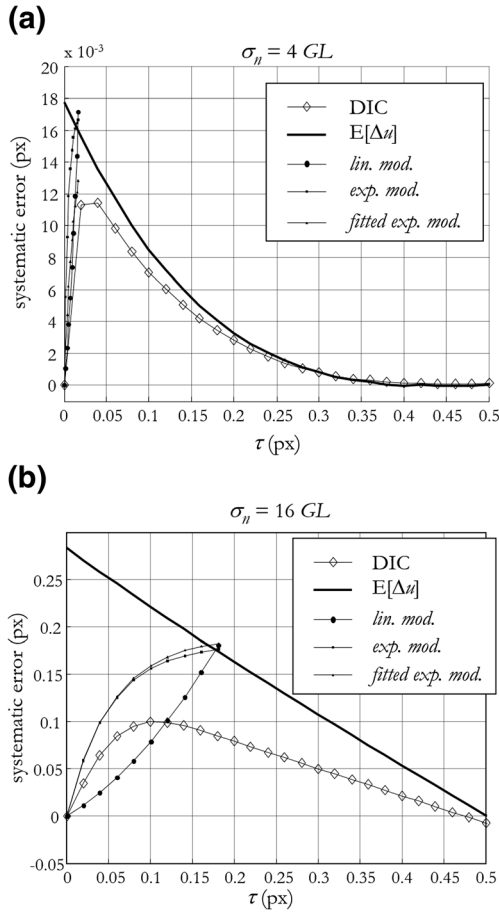 (a)
x 10⁻³
σₙ = 4 GL
20
18
16
14
12
10
8
6
4
2
0
systematic error (px)
DIC
E[Δu]
lin. mod.
exp. mod.
fitted exp. mod.
0 0.05 0.1 0.15 0.2 0.25 0.3 0.35 0.4 0.45 0.5
τ (px)
(b)
σₙ = 16 GL
0.25
0.2
0.15
0.1
0.05
0
-0.05
systematic error (px)
DIC
E[Δu]
lin. mod.
exp. mod.
fitted exp. mod.
0 0.05 0.1 0.15 0.2 0.25 0.3 0.35 0.4 0.45 0.5
τ (px)